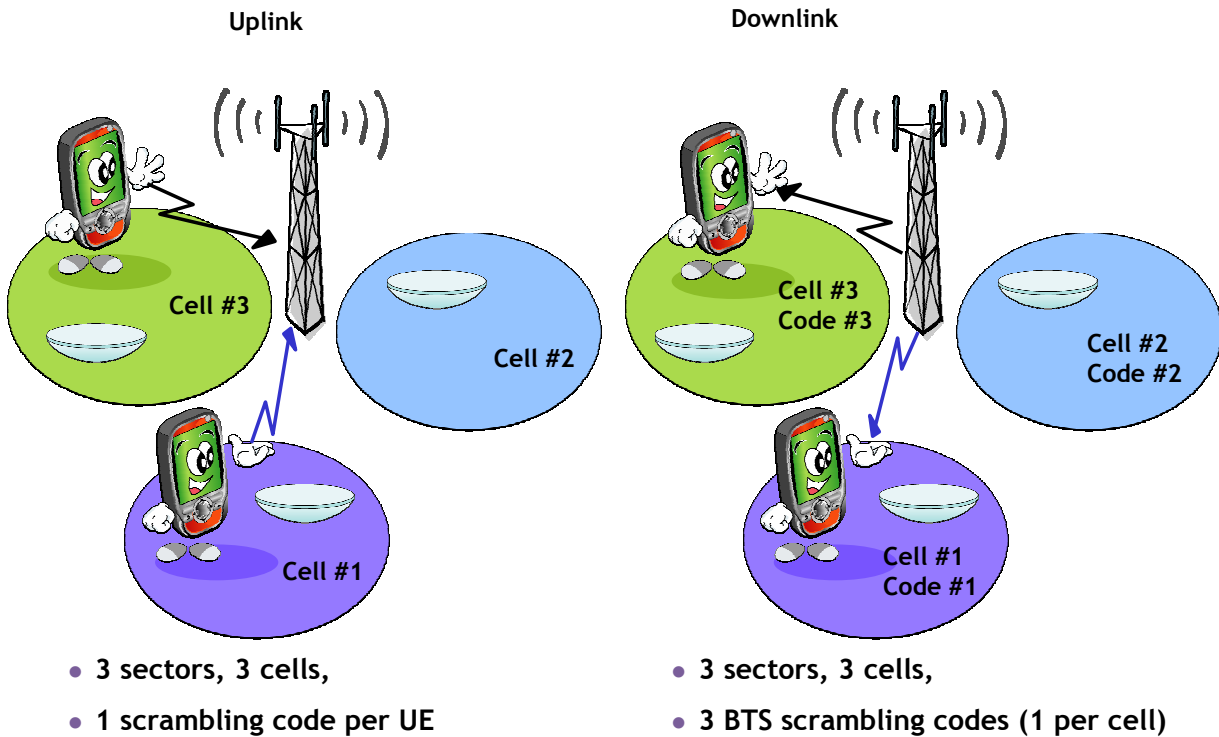 Uplink
Cell #3
Cell #2
Cell #1
• 3 sectors, 3 cells,
• 1 scrambling code per UE
Downlink
Cell #3
Code #3
Cell #2
Code #2
Cell #1
Code #1
• 3 sectors, 3 cells,
• 3 BTS scrambling codes (1 per cell)